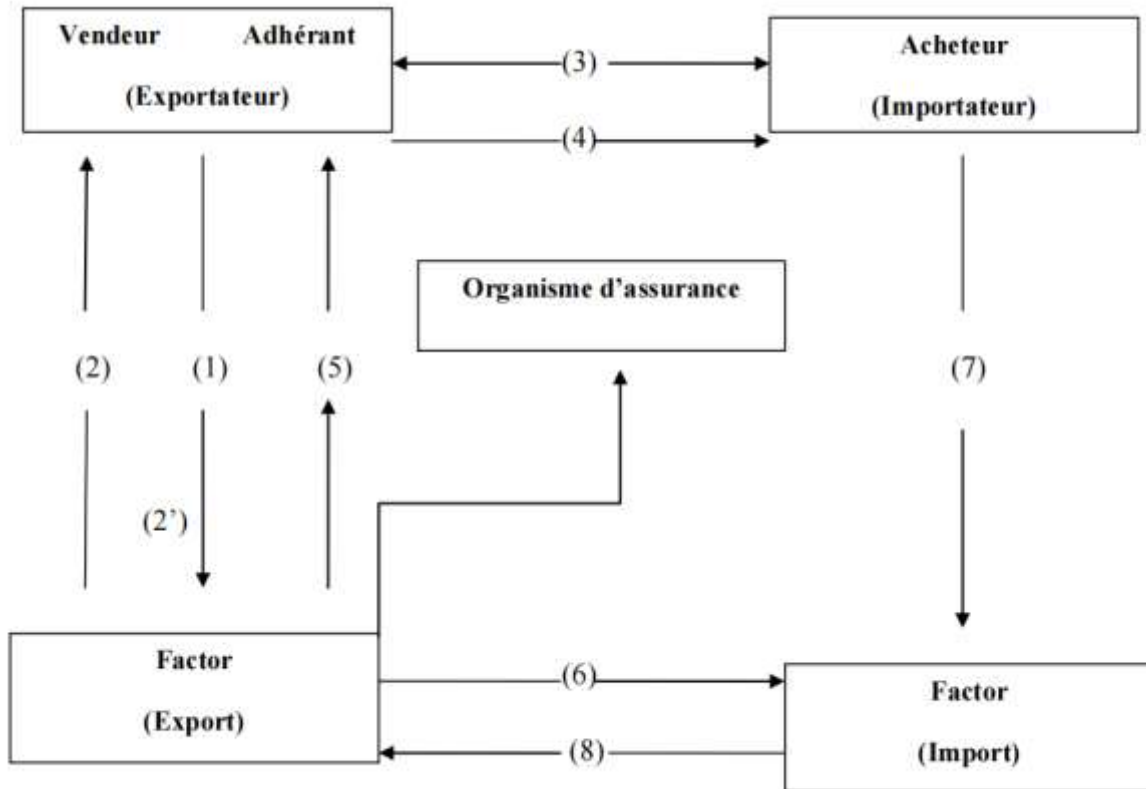 Vendeur Adhérant
(Exportateur)
(3)
Acheteur
(Importateur)
(4)
Organisme d'assurance
(2)
(1)
(5)
(7)
(2’)
Factor
(Export)
(6)
(8)
Factor
(Import)